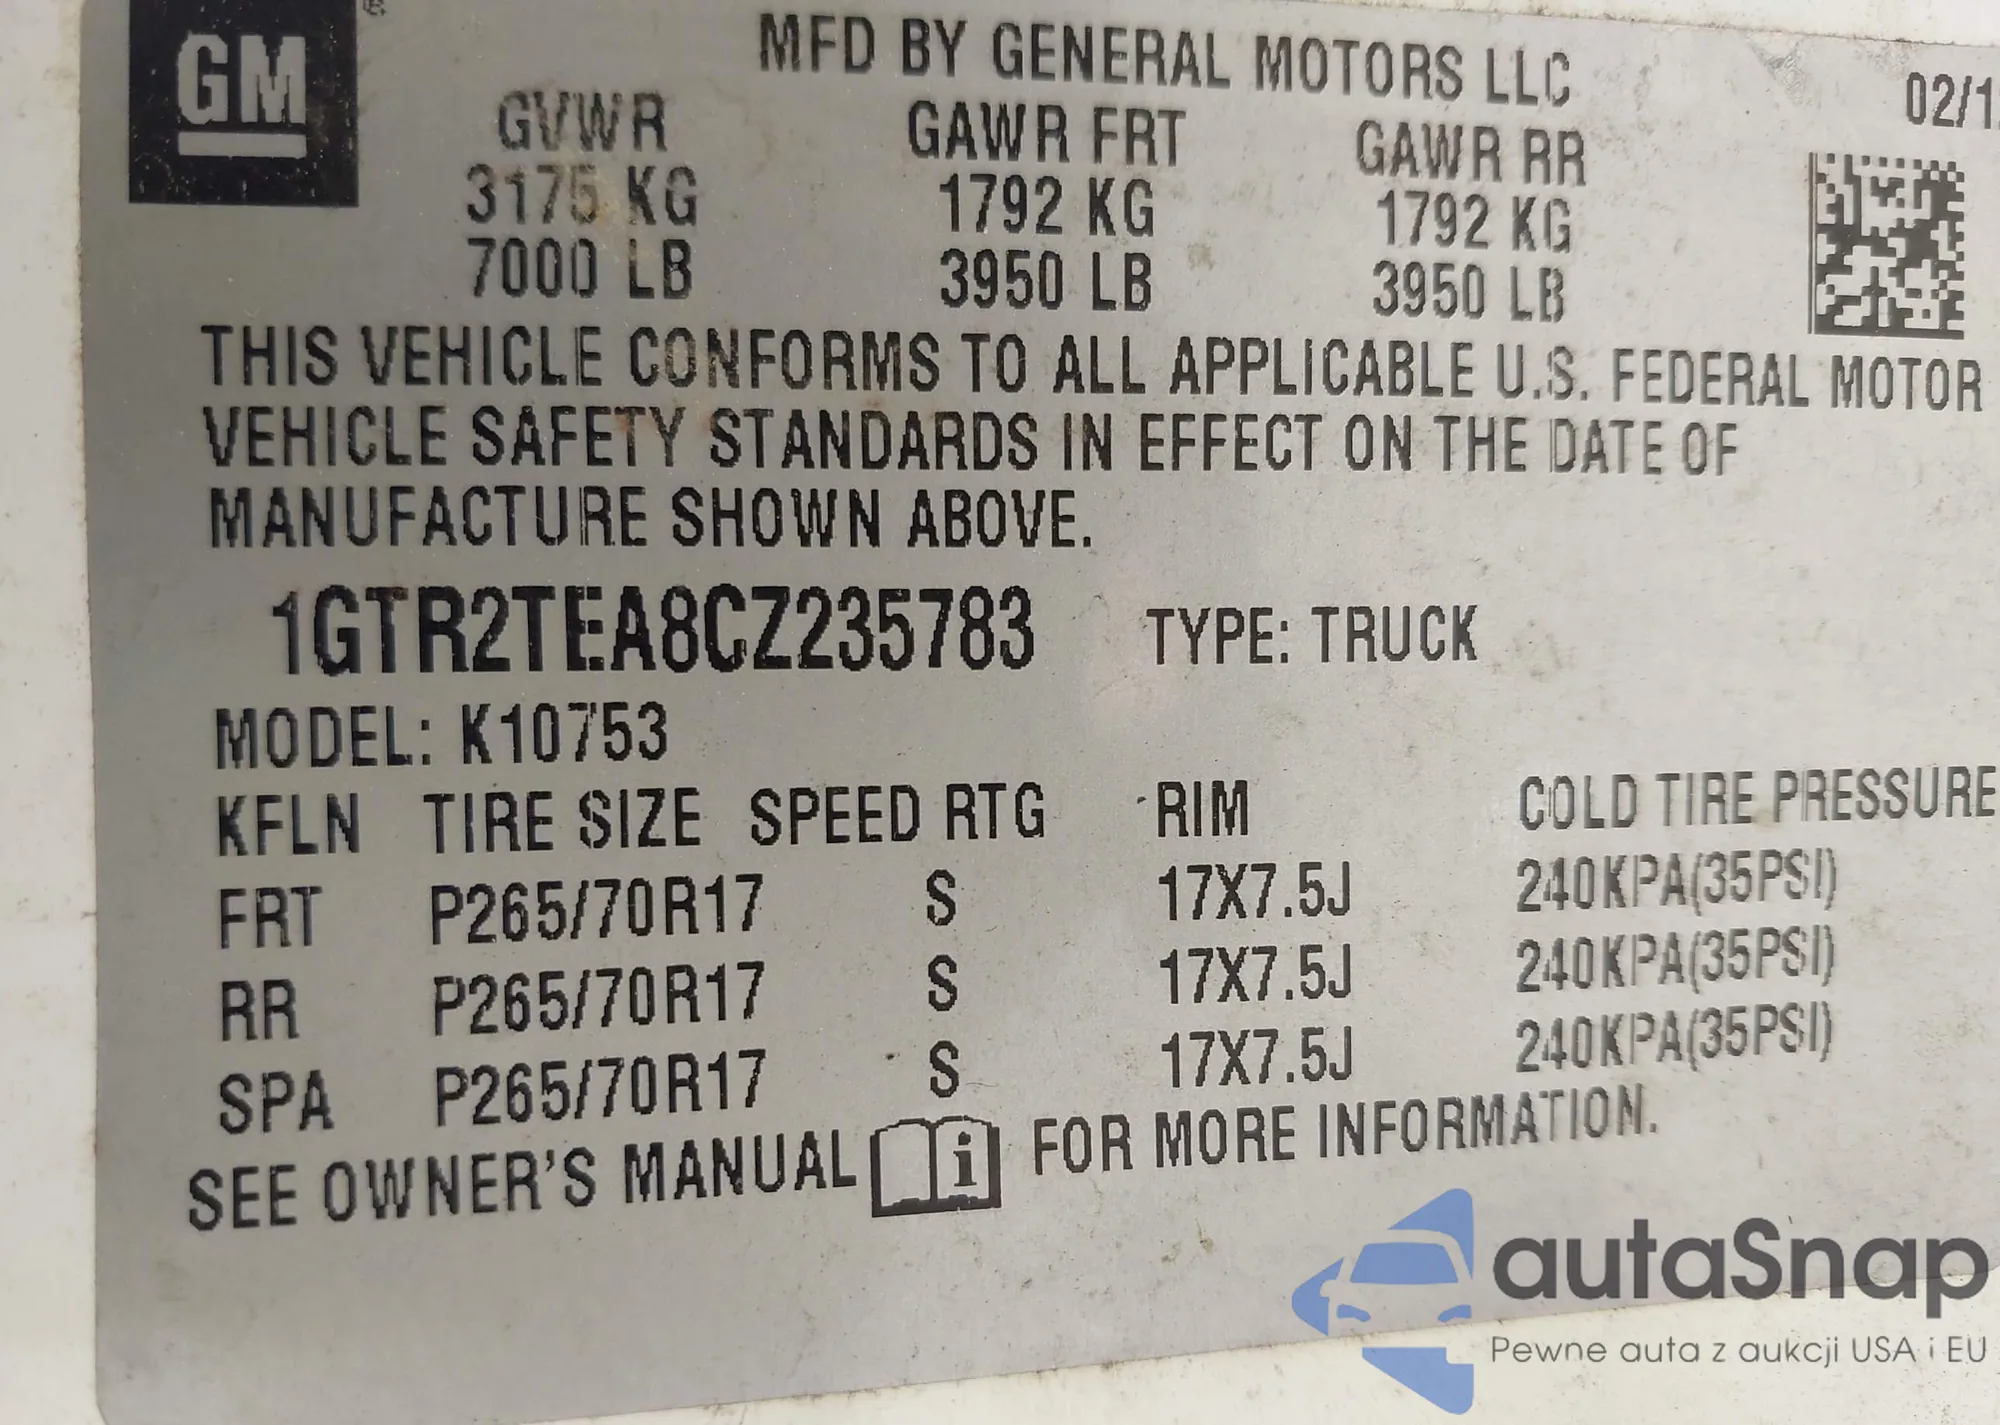 GM
MFD BY GENERAL MOTORS LLC
GVWR GAWR FRT GAWR RR
3175 KG 1792 KG 1792 KG
7000 LB 3950 LB 3950 LB
THIS VEHICLE CONFORMS TO ALL APPLICABLE U.S. FEDERAL MOTOR
VEHICLE SAFETY STANDARDS IN EFFECT ON THE DATE OF
MANUFACTURE SHOWN ABOVE.
1GTR2TEA8CZ235783 TYPE: TRUCK
MODEL: K10753
KFLN TIRE SIZE SPEED RTG RIM COLD TIRE PRESSURE
FRT P265/70R17 S 17X7.5J 240KPA(35PSI)
RR P265/70R17 S 17X7.5J 240KPA(35PSI)
SPA P265/70R17 S 17X7.5J 240KPA(35PSI)
SEE OWNER'S MANUAL i FOR MORE INFORMATION.
autaSnap
Pewne auta z aukcji USA i EU